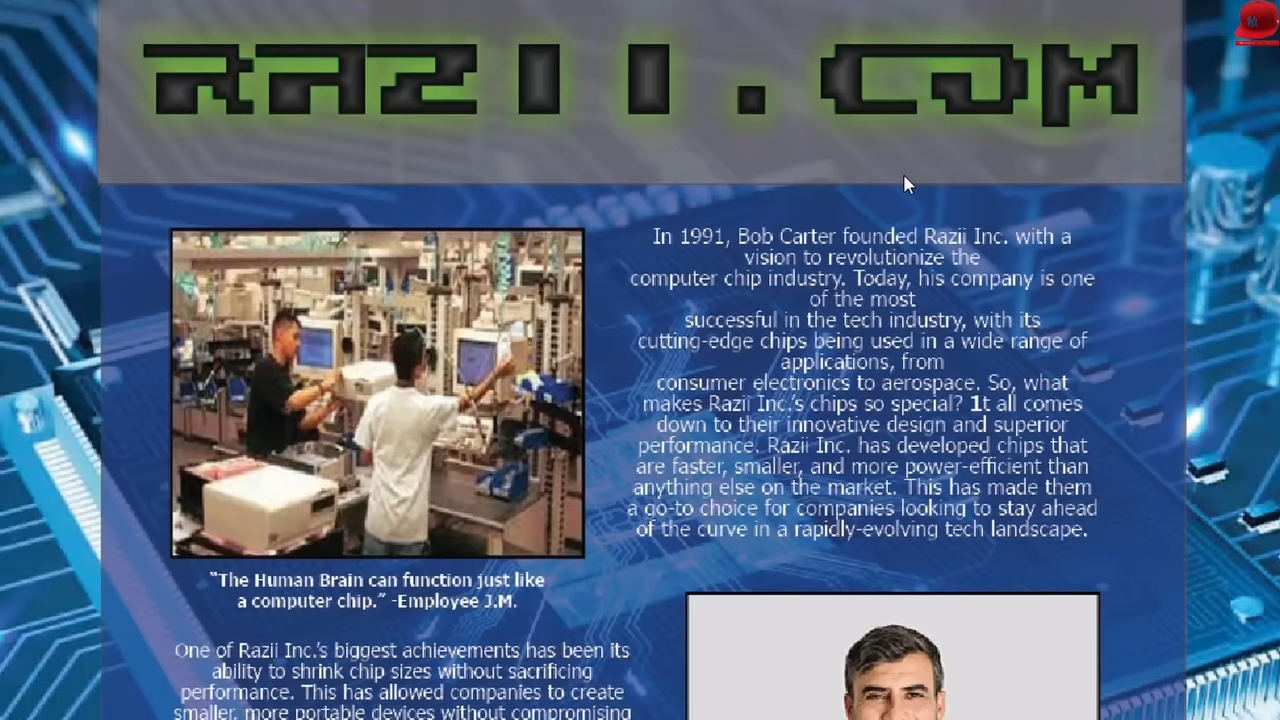 RAZII.COM
In 1991, Bob Carter founded Razii Inc. with a
vision to revolutionize the
computer chip industry. Today, his company is one
of the most
successful in the tech industry, with its
cutting-edge chips being used in a wide range of
applications, from
consumer electronics to aerospace. So, what
makes Razii Inc.'s chips so special? 1t all comes
down to their innovative design and superior
performance. Razii Inc. has developed chips that
are faster, smaller, and more power-efficient than
anything else on the market. This has made them
a go-to choice for companies looking to stay ahead
of the curve in a rapidly-evolving tech landscape.
"The Human Brain can function just like
a computer chip." -Employee J.M.
One of Razii Inc.'s biggest achievements has been its
ability to shrink chip sizes without sacrificing
performance. This has allowed companies to create
smaller, more portable devices without compromising